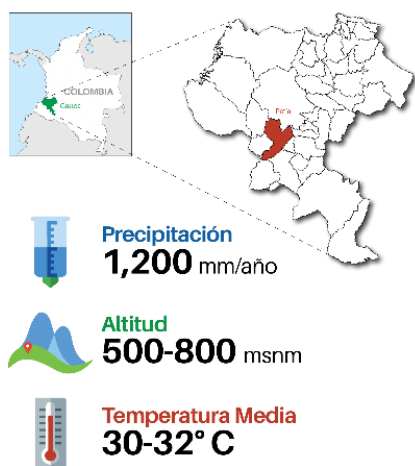 COLOMBIA
Cauca
Patía
Precipitación
1,200 mm/año
Altitud
500-800 msnm
Temperatura Media
30-32° C